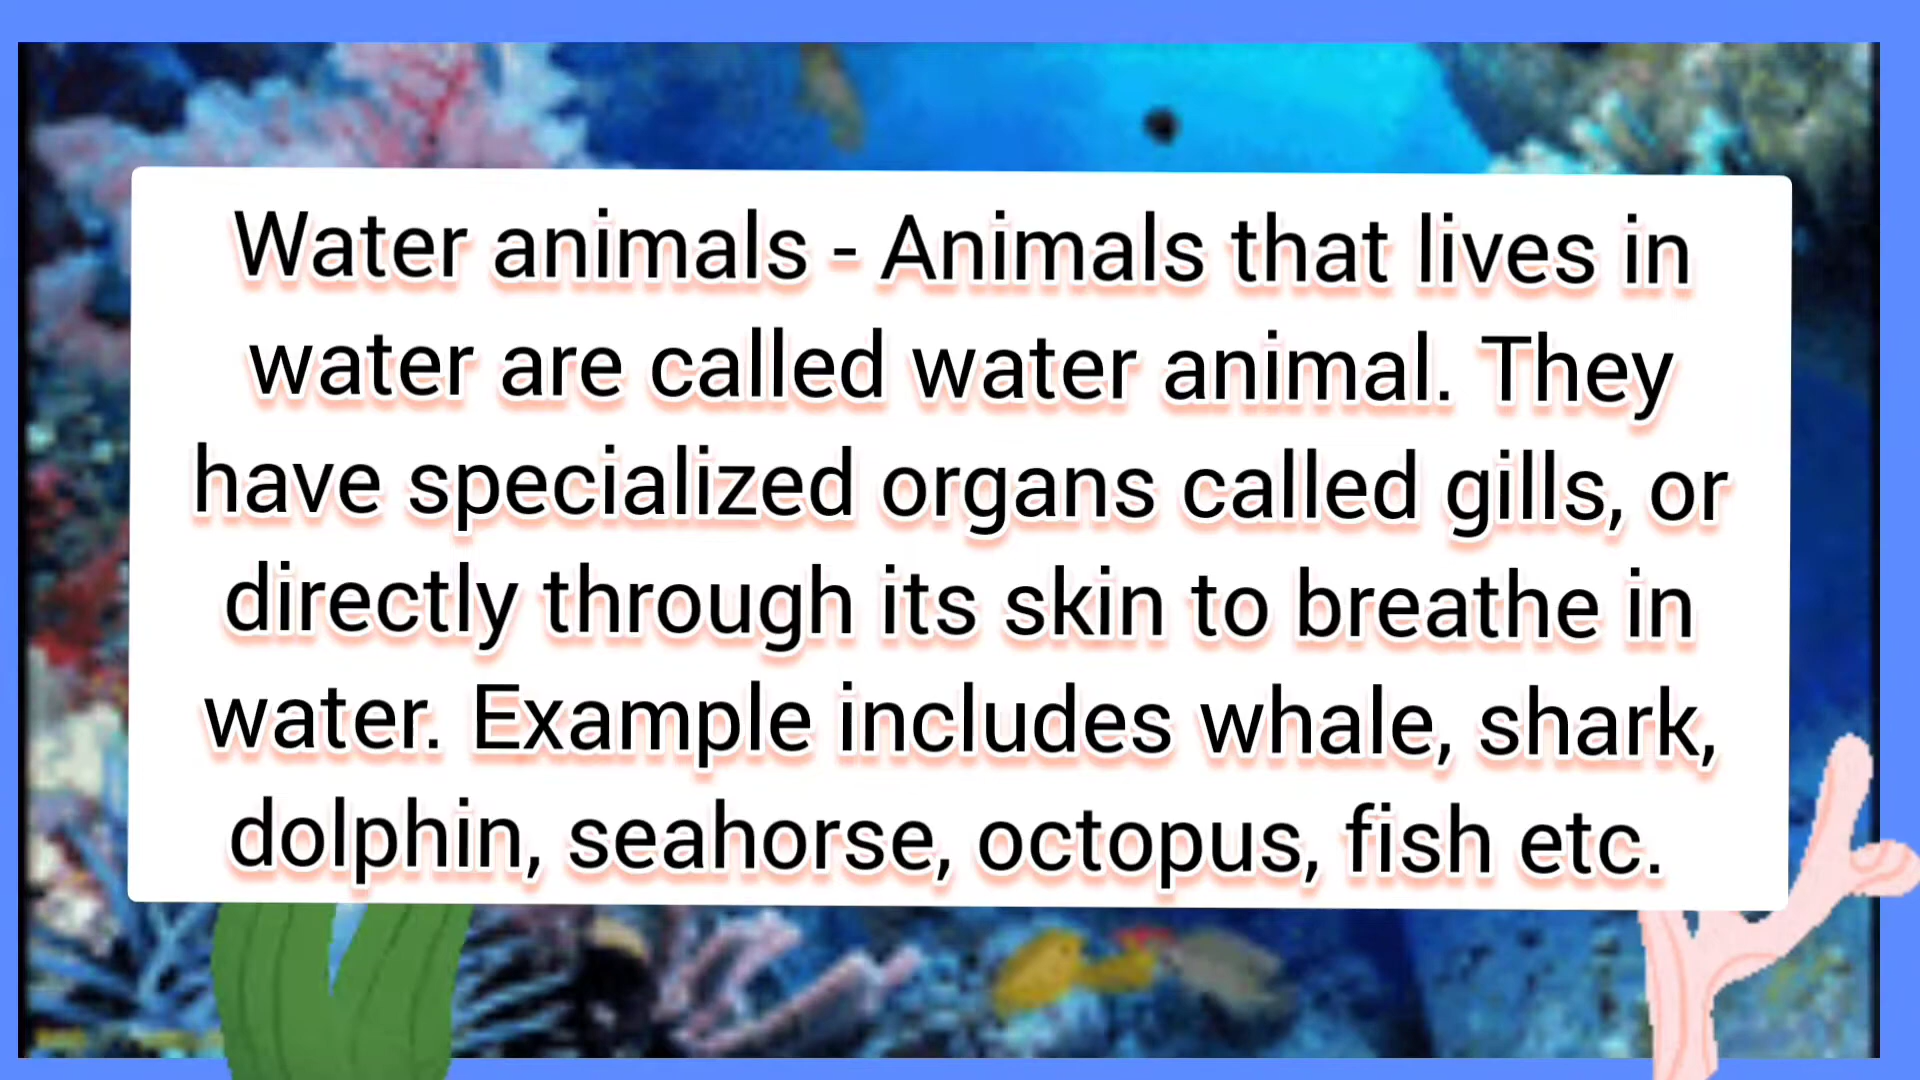 Water animals - Animals that lives in
water are called water animal. They
have specialized organs called gills, or
directly through its skin to breathe in
water. Example includes whale, shark,
dolphin, seahorse, octopus, fish etc.